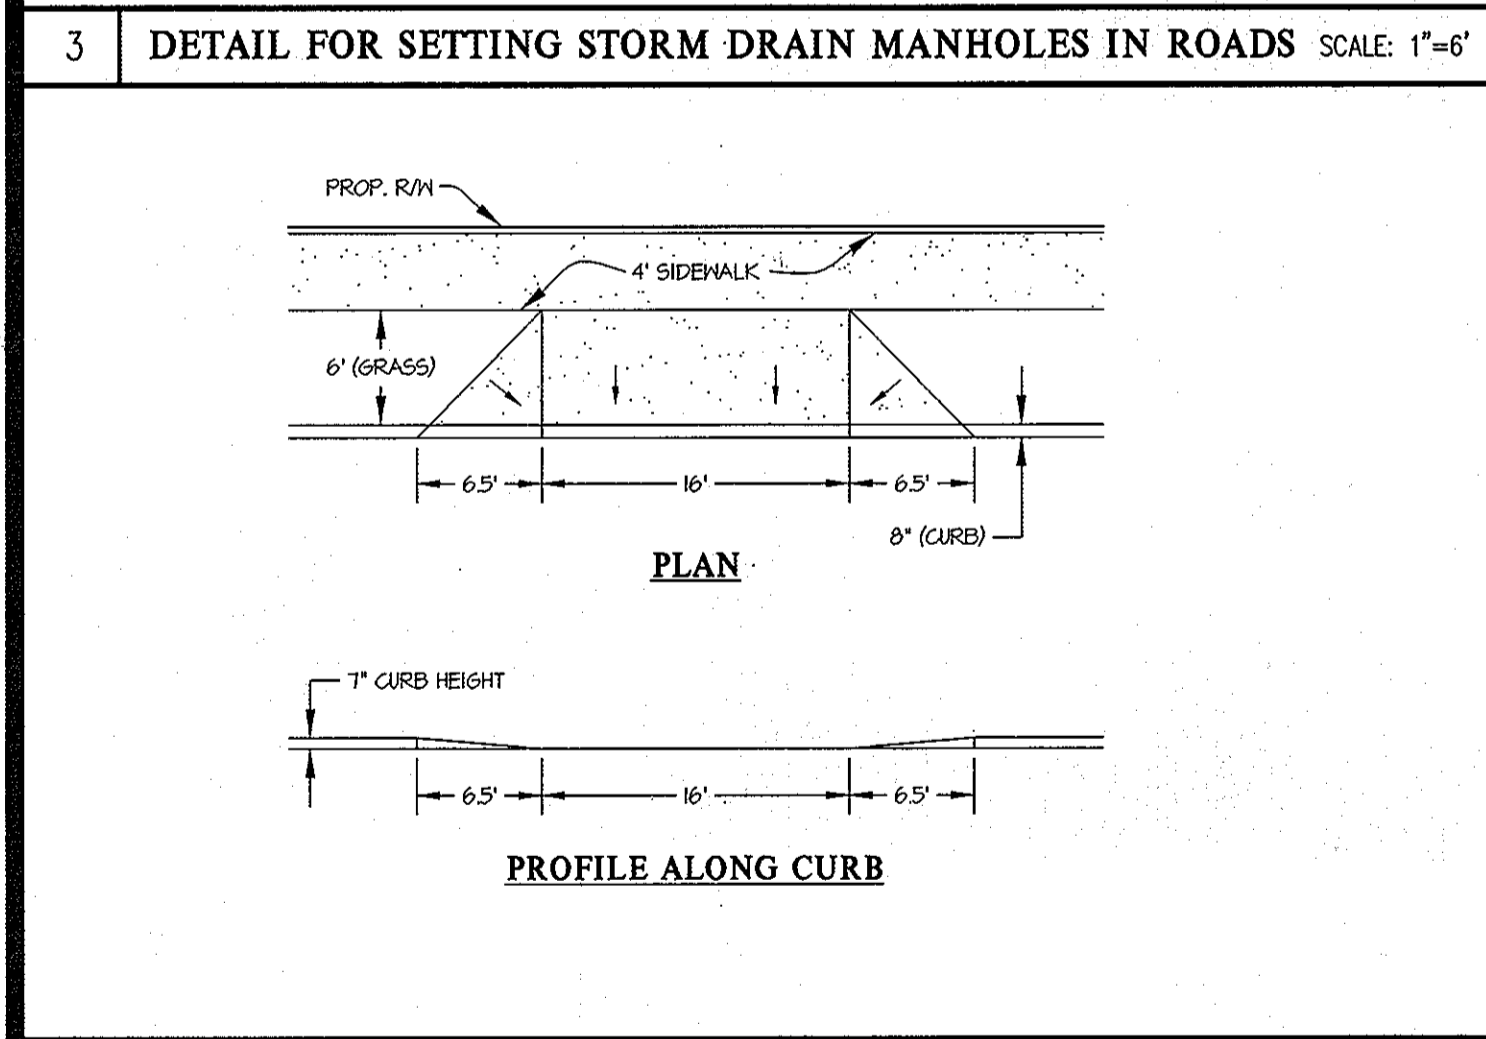 3 DETAIL FOR SETTING STORM DRAIN MANHOLES IN ROADS SCALE: 1"=6'
PROP. R/W
4' SIDEWALK
6' (GRASS)
6.5' 16' 6.5'
8" (CURB)
PLAN
7" CURB HEIGHT
6.5' 16' 6.5'
PROFILE ALONG CURB